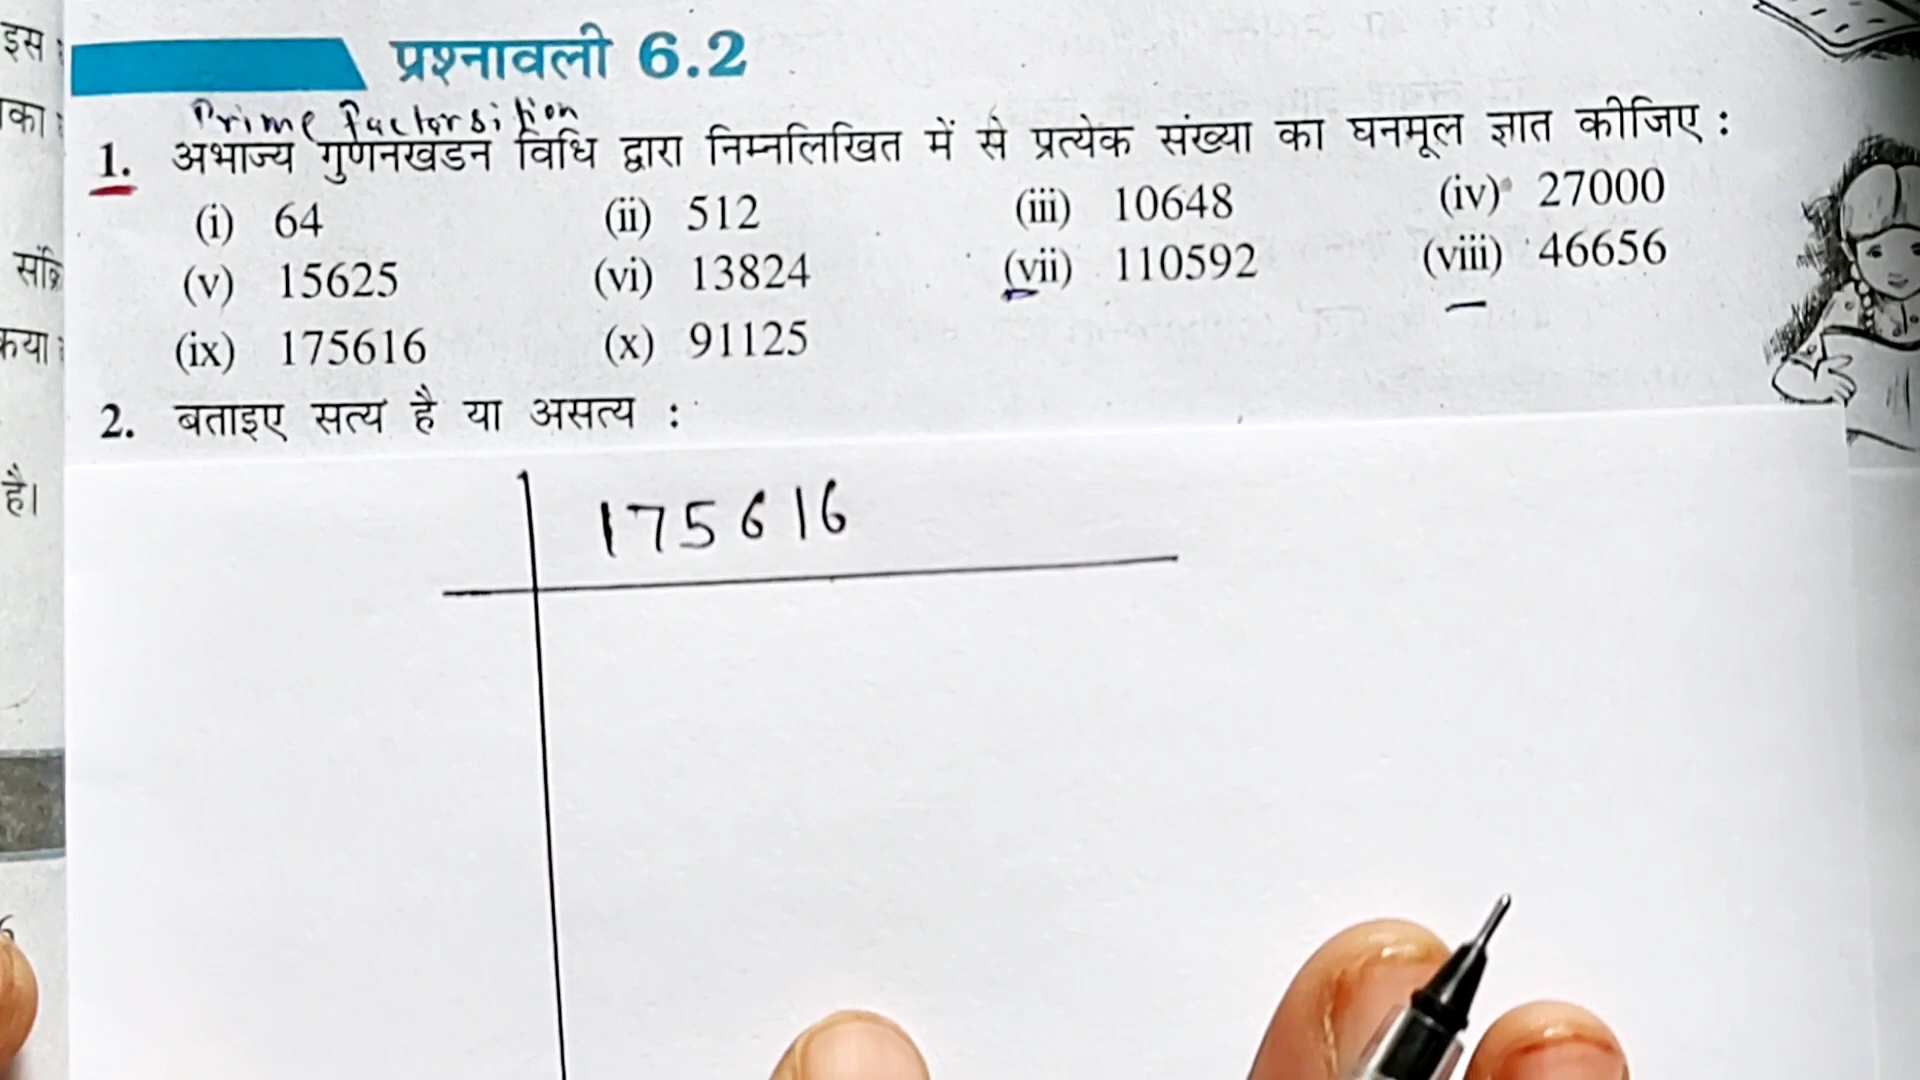 इस
प्रश्नावली 6.2
Prime factorsition
1. अभाज्य गुणनखंडन विधि द्वारा निम्नलिखित में से प्रत्येक संख्या का घनमूल ज्ञात कीजिए :
(i) 64 (ii) 512 (iii) 10648 (iv) 27000
(v) 15625 (vi) 13824 (vii) 110592 (viii) 46656
(ix) 175616 (x) 91125
2. बताइए सत्य है या असत्य :
है।
175616